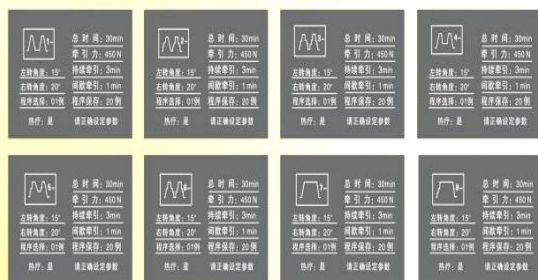 1- 总 时 间：30min
牵 引 力：450N
左转角度：15° 持续牵引：3min
右转角度：20° 间歇牵引：1min
程序选择：01例 程序保存：20例
热疗：是 请正确设定参数
2- 总 时 间：30min
牵 引 力：450N
左转角度：15° 持续牵引：3min
右转角度：20° 间歇牵引：1min
程序选择：01例 程序保存：20例
热疗：是 请正确设定参数
3- 总 时 间：30min
牵 引 力：450N
左转角度：15° 持续牵引：3min
右转角度：20° 间歇牵引：1min
程序选择：01例 程序保存：20例
热疗：是 请正确设定参数
4- 总 时 间：30min
牵 引 力：450N
左转角度：15° 持续牵引：3min
右转角度：20° 间歇牵引：1min
程序选择：01例 程序保存：20例
热疗：是 请正确设定参数
5- 总 时 间：30min
牵 引 力：450N
左转角度：15° 持续牵引：3min
右转角度：20° 间歇牵引：1min
程序选择：01例 程序保存：20例
热疗：是 请正确设定参数
6- 总 时 间：30min
牵 引 力：450N
左转角度：15° 持续牵引：3min
右转角度：20° 间歇牵引：1min
程序选择：01例 程序保存：20例
热疗：是 请正确设定参数
7- 总 时 间：30min
牵 引 力：450N
左转角度：15° 持续牵引：3min
右转角度：20° 间歇牵引：1min
程序选择：01例 程序保存：20例
热疗：是 请正确设定参数
8- 总 时 间：30min
牵 引 力：450N
左转角度：15° 持续牵引：3min
右转角度：20° 间歇牵引：1min
程序选择：01例 程序保存：20例
热疗：是 请正确设定参数